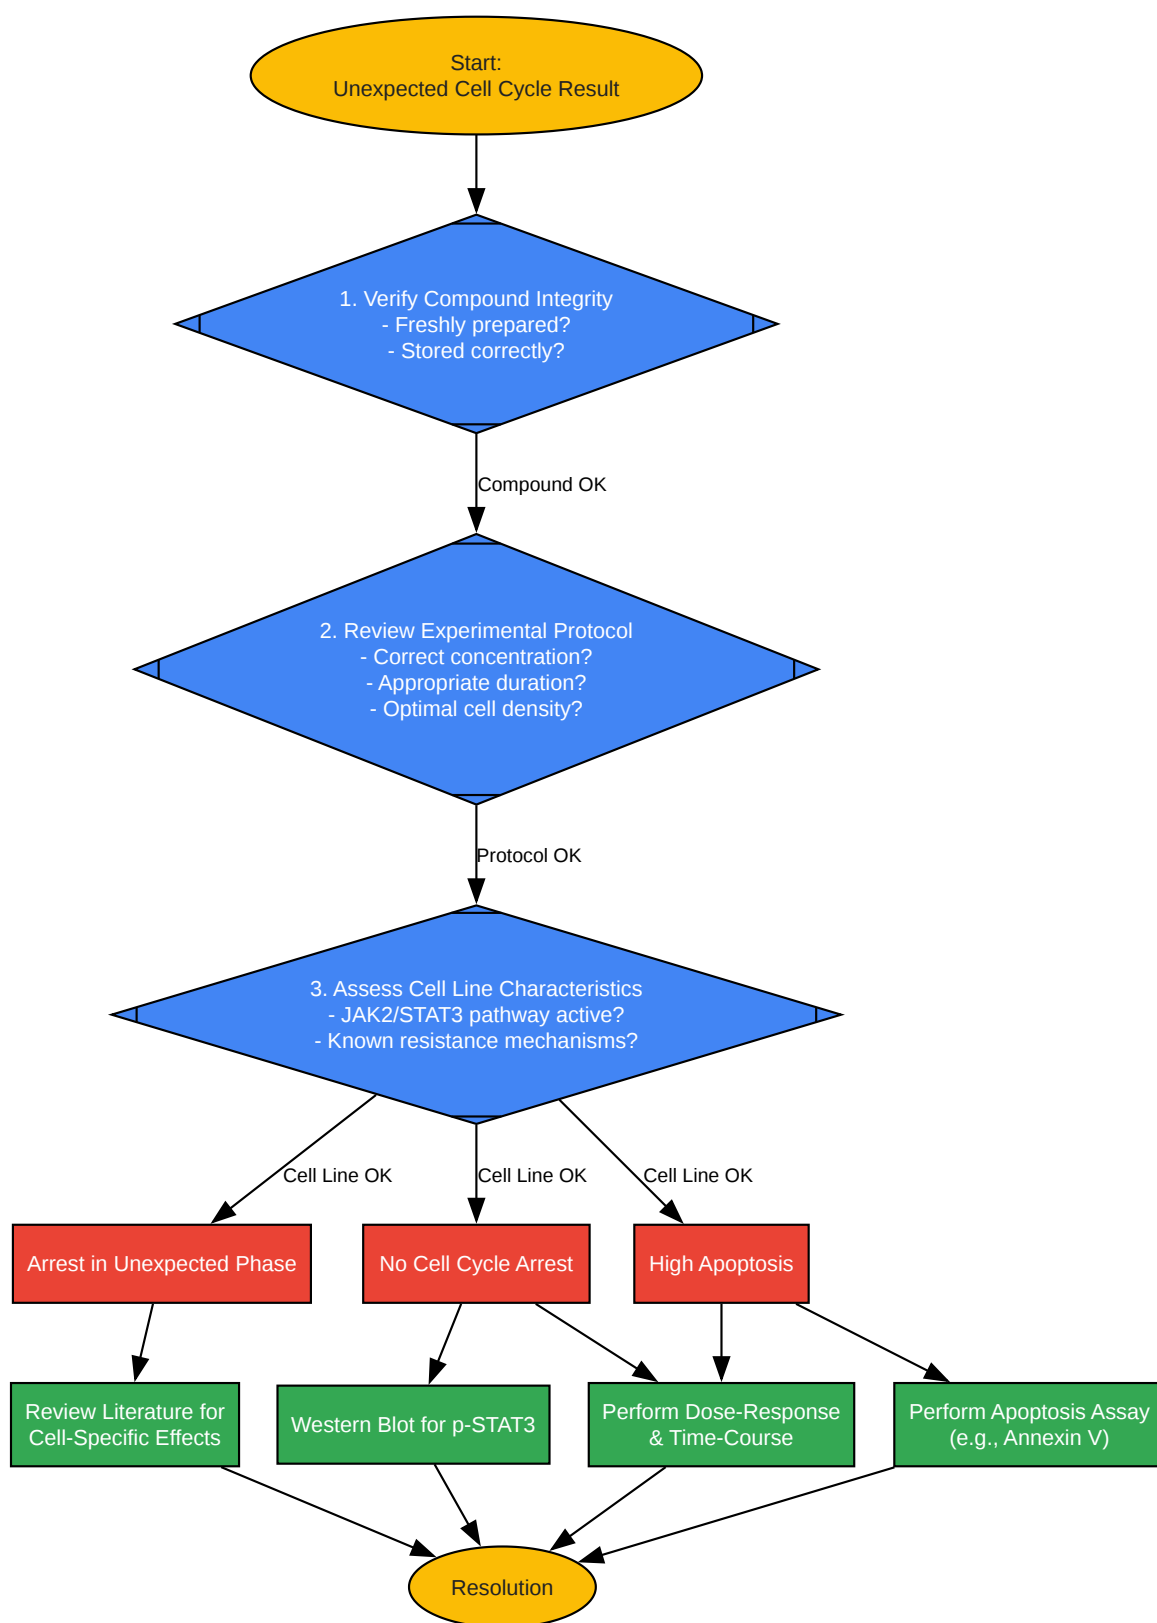 Start:
Unexpected Cell Cycle Result
1. Verify Compound Integrity
- Freshly prepared?
- Stored correctly?
Compound OK
2. Review Experimental Protocol
- Correct concentration?
- Appropriate duration?
- Optimal cell density?
Protocol OK
3. Assess Cell Line Characteristics
- JAK2/STAT3 pathway active?
- Known resistance mechanisms?
Cell Line OK
Cell Line OK
Cell Line OK
Arrest in Unexpected Phase
No Cell Cycle Arrest
High Apoptosis
Review Literature for
Cell-Specific Effects
Western Blot for p-STAT3
Perform Dose-Response
& Time-Course
Perform Apoptosis Assay
(e.g., Annexin V)
Resolution